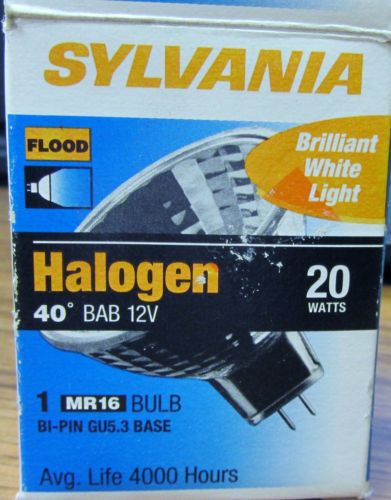 SYLVANIA
FLOOD
Brilliant
White
Light
Halogen
40° BAB 12V
20
WATTS
1 MR16 BULB
BI-PIN GU5.3 BASE
Avg. Life 4000 Hours